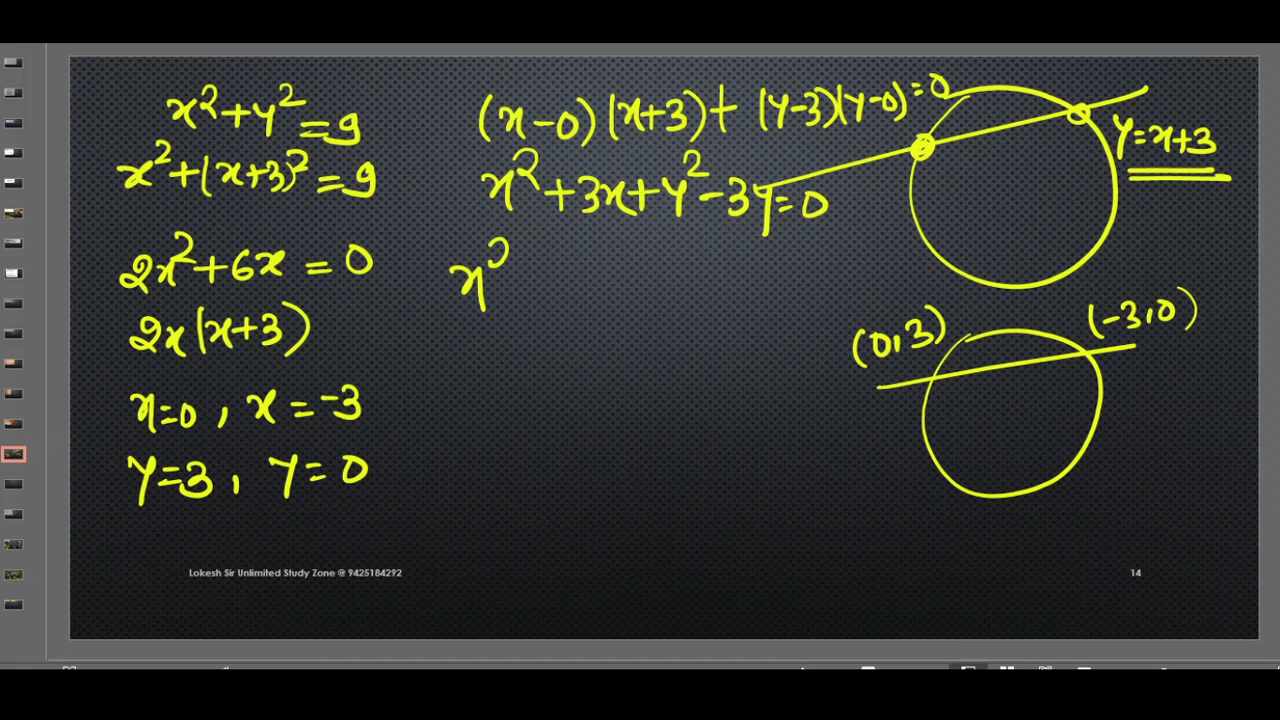 x² + y² = 9
x² + (x+3)² = 9
2x² + 6x = 0
2x(x+3)
x=0, x=-3
y=3, y=0
(x-0)(x+3) + (y-3)(y-0)=0
x² + 3x + y² - 3y = 0
x²
y=x+3
(0,3)
(-3,0)
Lokesh Sir Unlimited Study Zone @ 9425184292
14